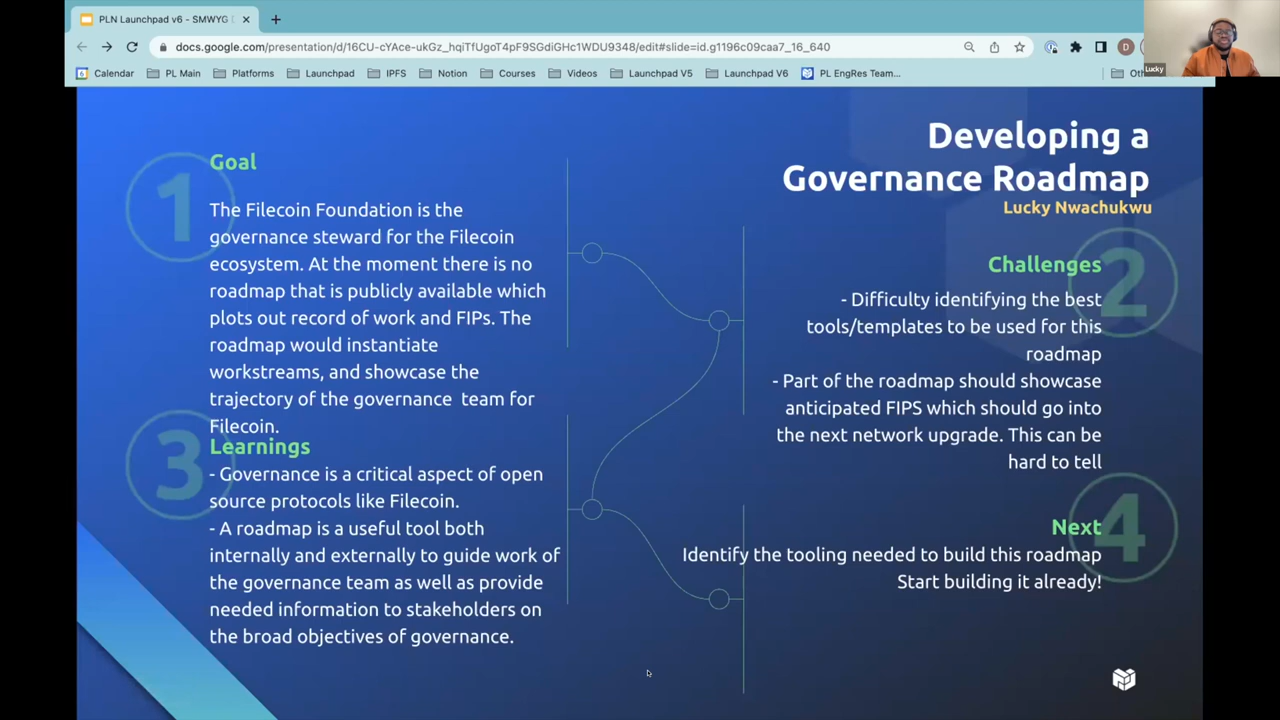 PLN Launchpad v6 - SMWYG
docs.google.com/presentation/d/16CU-cYAce-ukGz_hqiTfUgoT4pF9SGdiGHc1WDU9348/edit#slide=id.g1196c09caa7_16_640
D
Lucky
Calendar PL Main Platforms Launchpad IPFS Notion Courses Videos Launchpad V5 Launchpad V6 PL EngRes Team...
Developing a
Governance Roadmap
Lucky Nwachukwu
1
Goal
The Filecoin Foundation is the
governance steward for the Filecoin
ecosystem. At the moment there is no
roadmap that is publicly available which
plots out record of work and FIPs. The
roadmap would instantiate
workstreams, and showcase the
trajectory of the governance team for
Filecoin.
2
Challenges
- Difficulty identifying the best
tools/templates to be used for this
roadmap
- Part of the roadmap should showcase
anticipated FIPS which should go into
the next network upgrade. This can be
hard to tell
3
Learnings
- Governance is a critical aspect of open
source protocols like Filecoin.
- A roadmap is a useful tool both
internally and externally to guide work of
the governance team as well as provide
needed information to stakeholders on
the broad objectives of governance.
4
Next
Identify the tooling needed to build this roadmap
Start building it already!